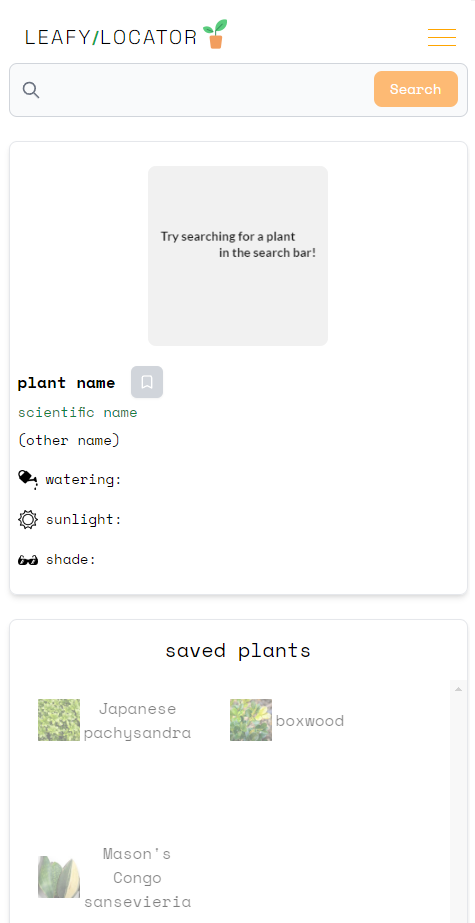 LEAFY/LOCATOR
Search
Try searching for a plant
in the search bar!
plant name
scientific name
(other name)
watering:
sunlight:
shade:
saved plants
Japanese
pachysandra
boxwood
Mason's
Congo
sansevieria